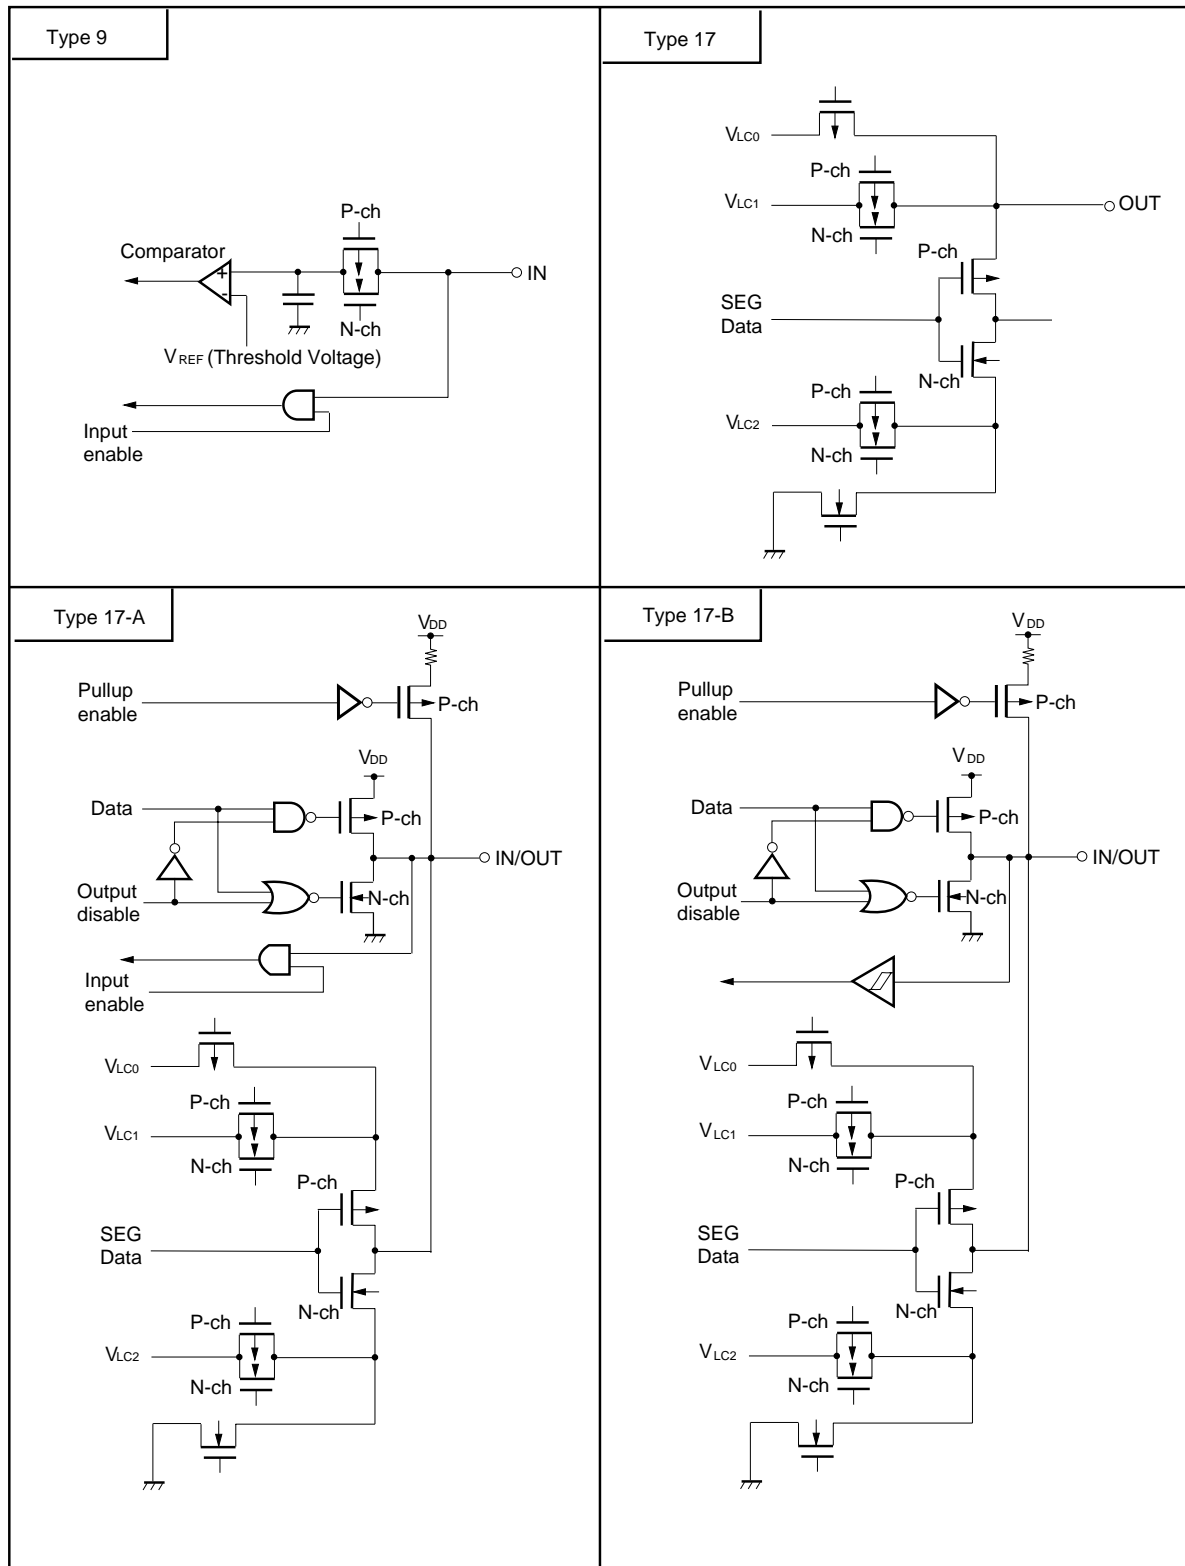 Type 9
P-ch
Comparator
+
-
IN
N-ch
VREF (Threshold Voltage)
Input
enable
Type 17
VLC0
P-ch
VLC1
OUT
N-ch
P-ch
SEG
Data
N-ch
P-ch
VLC2
N-ch
Type 17-A
VDD
Pullup
enable
P-ch
VDD
Data
P-ch
IN/OUT
Output
disable
N-ch
Input
enable
VLC0
P-ch
VLC1
N-ch
P-ch
SEG
Data
N-ch
P-ch
VLC2
N-ch
Type 17-B
VDD
Pullup
enable
P-ch
VDD
Data
P-ch
IN/OUT
Output
disable
N-ch
VLC0
P-ch
VLC1
N-ch
P-ch
SEG
Data
N-ch
P-ch
VLC2
N-ch